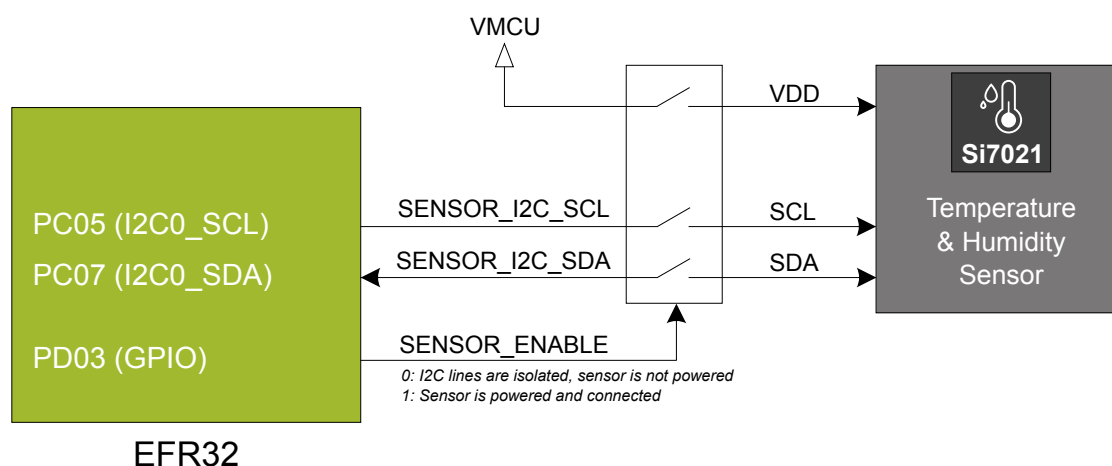 VMCU
VDD
Si7021
PC05 (I2C0_SCL)
SENSOR_I2C_SCL
SCL
Temperature
& Humidity
Sensor
PC07 (I2C0_SDA)
SENSOR_I2C_SDA
SDA
PD03 (GPIO)
SENSOR_ENABLE
0: I2C lines are isolated, sensor is not powered
1: Sensor is powered and connected
EFR32